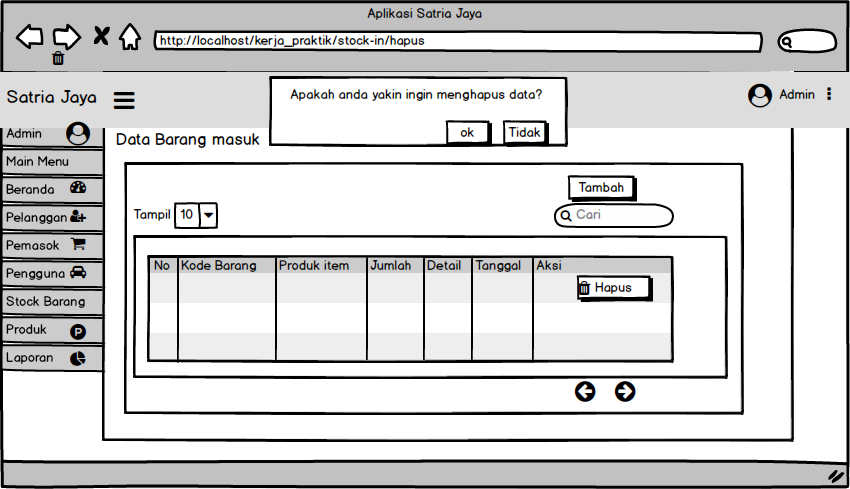 Aplikasi Satria Jaya
http://localhost/kerja_praktik/stock-in/hapus
Satria Jaya
Apakah anda yakin ingin menghapus data?
ok
Tidak
Admin
Admin
Main Menu
Beranda
Pelanggan
Pemasok
Pengguna
Stock Barang
Produk
P
Laporan
Data Barang masuk
Tambah
Tampil 10
Cari
No Kode Barang Produk item Jumlah Detail Tanggal Aksi
Hapus